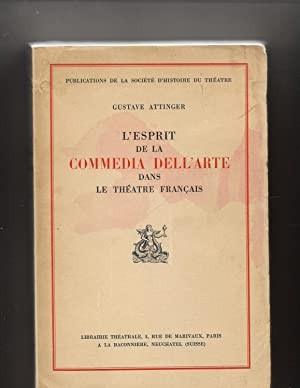 PUBLICATIONS DE LA SOCIÉTÉ D'HISTOIRE DU THÉATRE
GUSTAVE ATTINGER
L'ESPRIT
DE LA
COMMEDIA DELL'ARTE
DANS
LE THÉATRE FRANÇAIS
LIBRAIRIE THÉATRALE, 3, RUE DE MARIVAUX, PARIS
A LA BACONNIÈRE, NEUCHÂTEL (SUISSE)